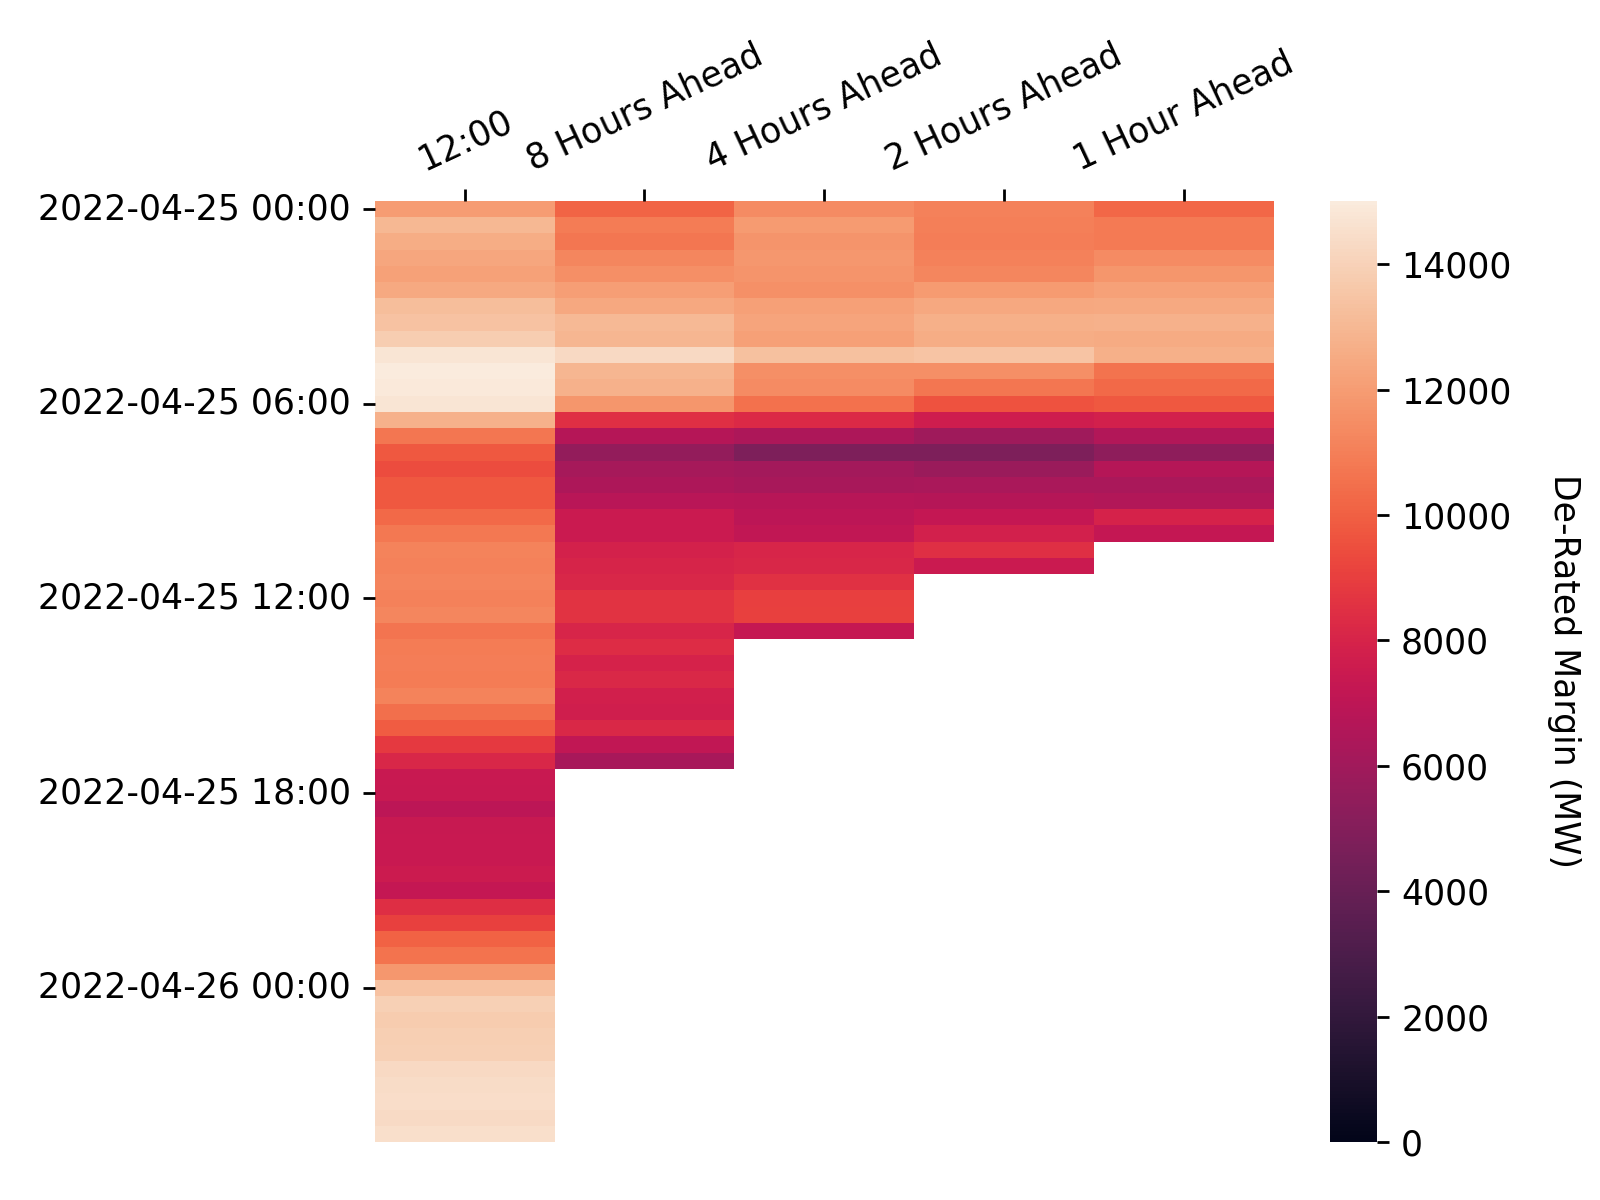 12:00
8 Hours Ahead
4 Hours Ahead
2 Hours Ahead
1 Hour Ahead
2022-04-25 00:00
2022-04-25 06:00
2022-04-25 12:00
2022-04-25 18:00
2022-04-26 00:00
14000
12000
10000
8000
6000
4000
2000
0
De-Rated Margin (MW)